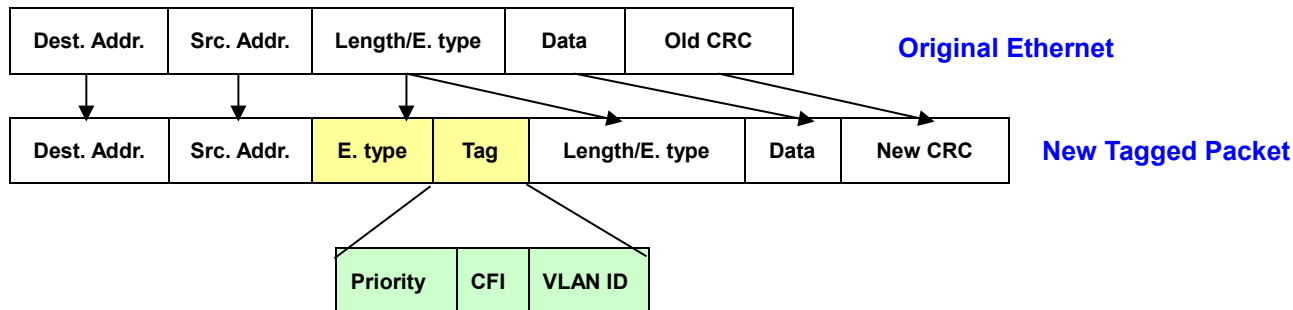 Dest. Addr. Src. Addr. Length/E. type Data Old CRC Original Ethernet
Dest. Addr. Src. Addr. E. type Tag Length/E. type Data New CRC New Tagged Packet
Priority CFI VLAN ID